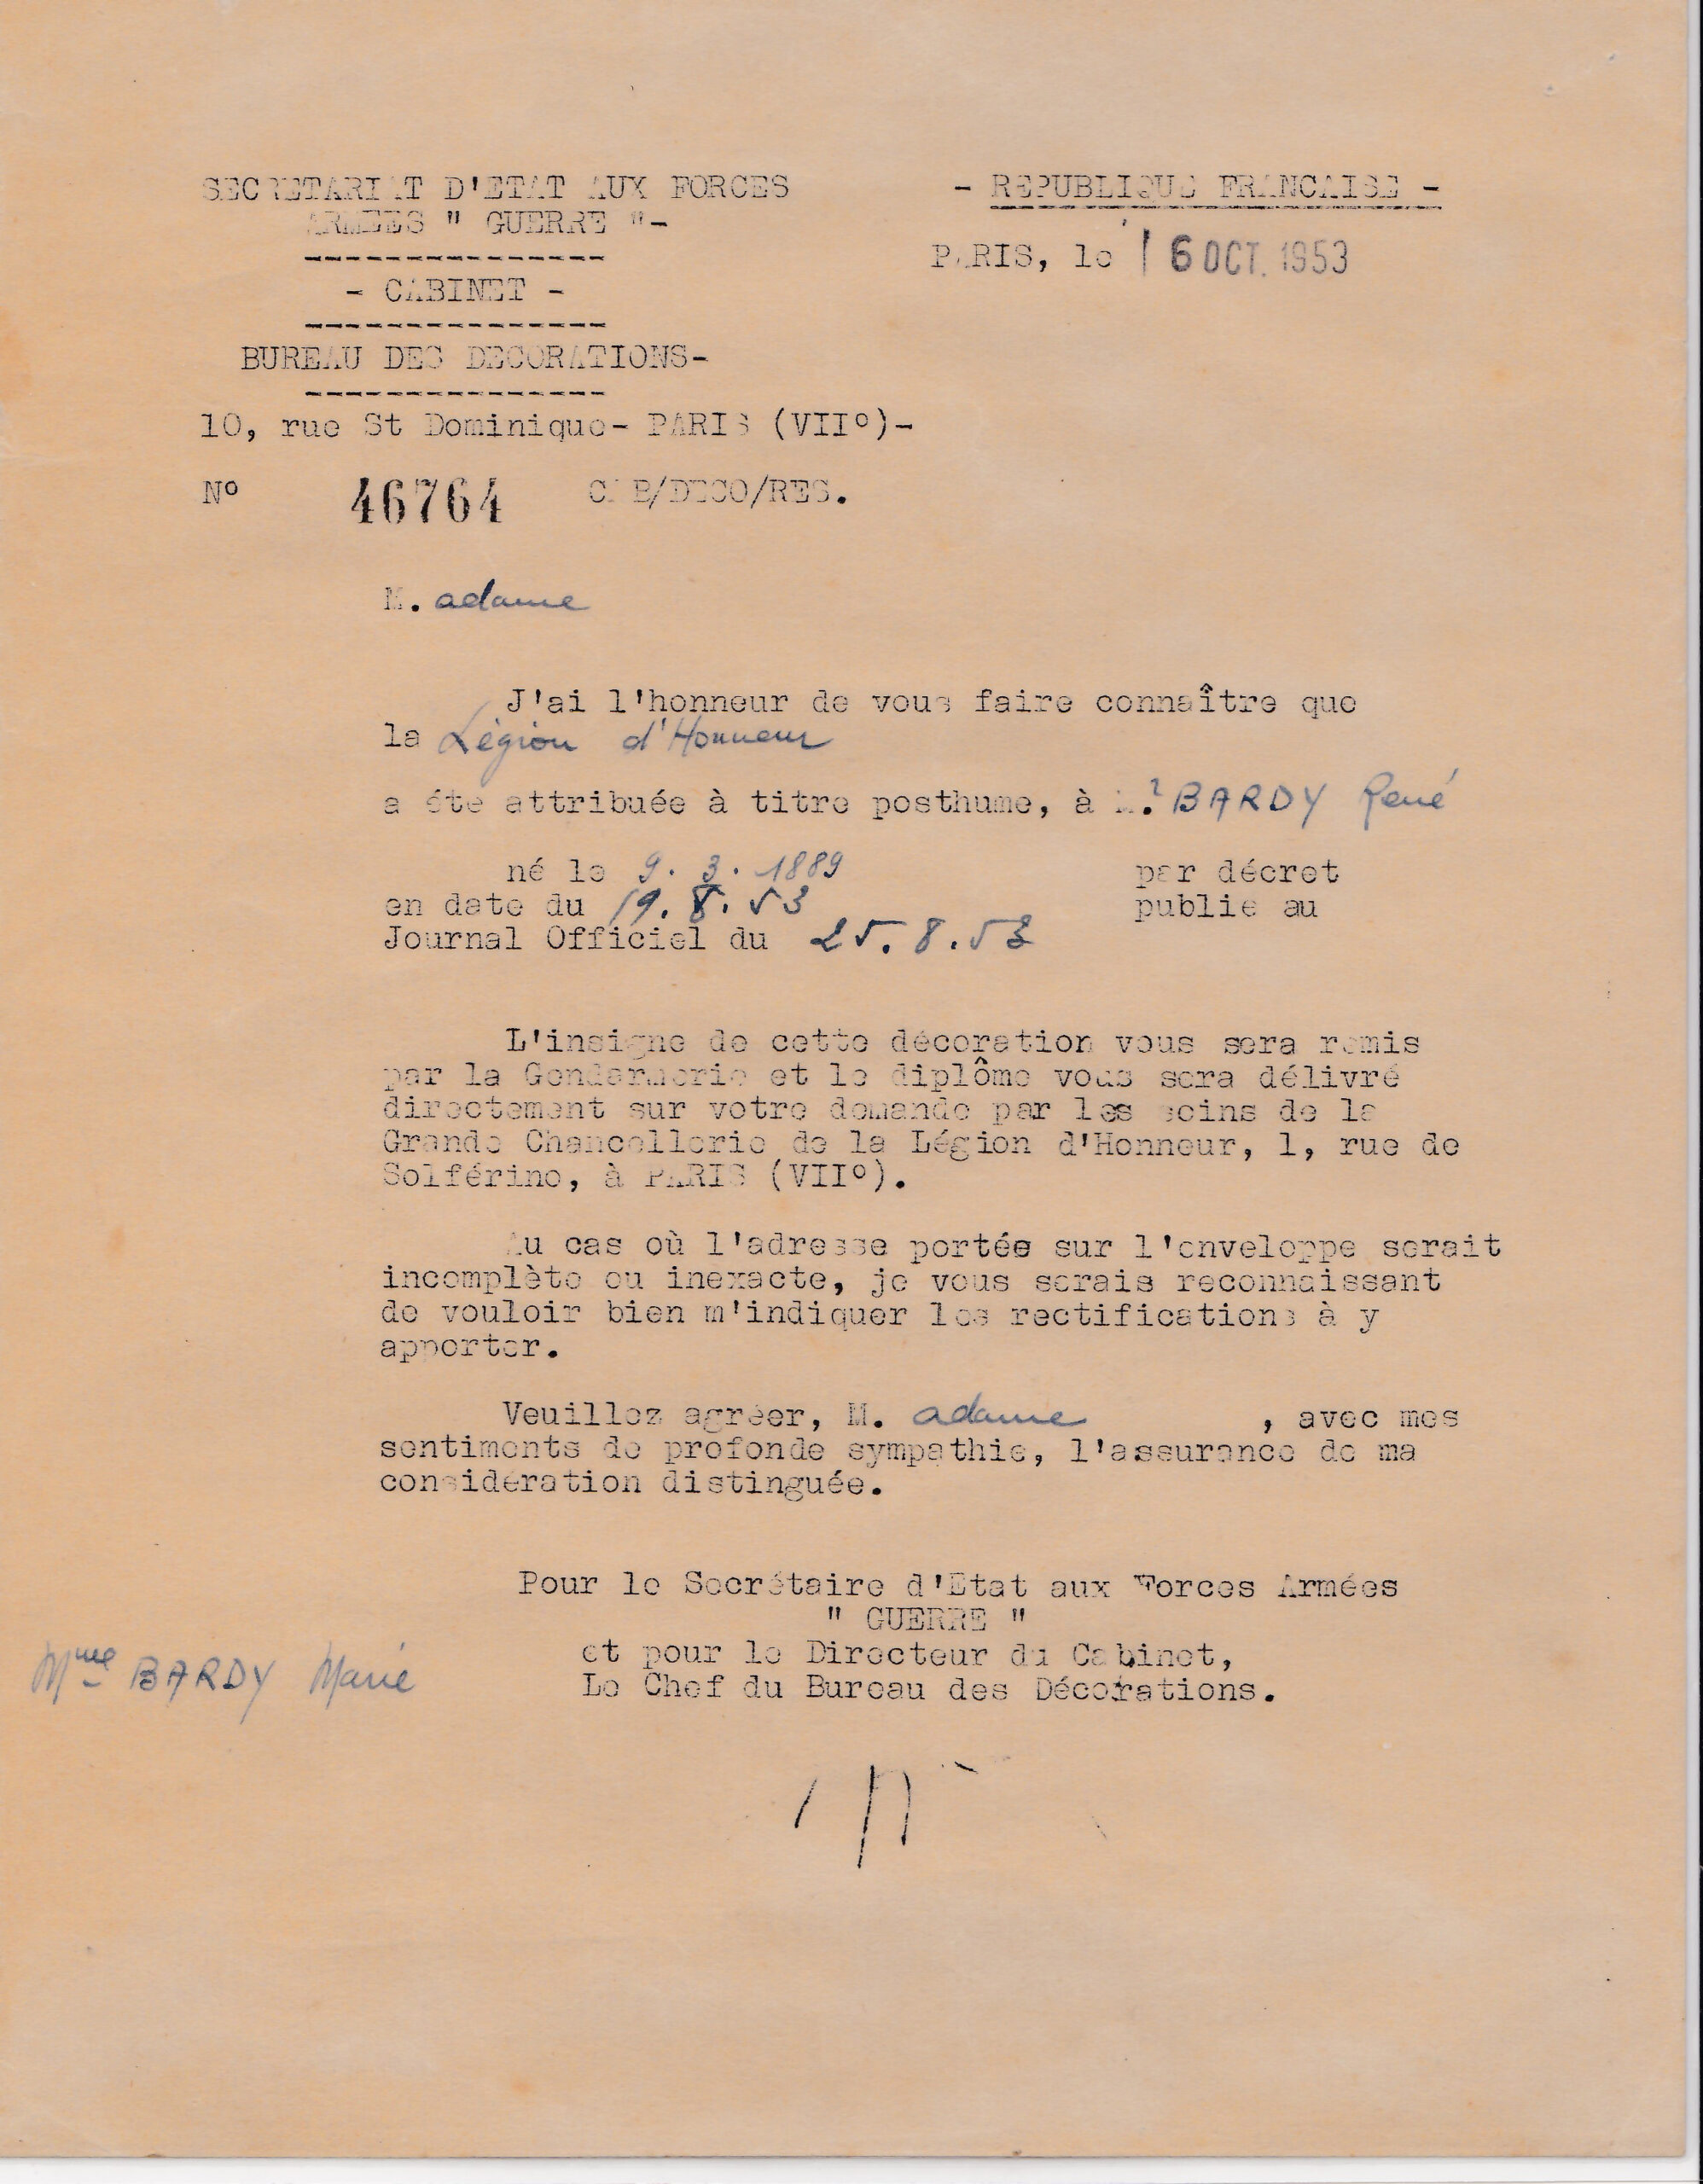 SECRETARIAT D'ETAT AUX FORCES
ARMEES " GUERRE "-
- CABINET -
BUREAU DES DECORATIONS-
10, rue St Dominique- PARIS (VIIº)-
Nº 46764 CAB/DECO/RES.
- REPUBLIQUE FRANCAISE -
PARIS, le 16 OCT. 1953
M. adame
J'ai l'honneur de vous faire connaître que
la Légion d'Honneur
a éte attribuée à titre posthume, à M.r BARDY René
né le 9. 3. 1889 par décret
en date du 19. 8. 53 publie au
Journal Officiel du 25. 8. 53
L'insigne de cette décoration vous sera remis
par la Gendarmerie et le diplôme vous sera délivré
directement sur votre demande par les soins de la
Grande Chancellerie de la Légion d'Honneur, 1, rue de
Solférino, à PARIS (VIIº).
Au cas où l'adresse portée sur l'enveloppe serait
incomplète ou inexacte, je vous serais reconnaissant
de vouloir bien m'indiquer les rectifications à y
apporter.
Veuillez agréer, M. adame , avec mes
sentiments de profonde sympathie, l'assurance de ma
considération distinguée.
Pour le Secrétaire d'Etat aux Forces Armées
" GUERRE "
et pour le Directeur du Cabinet,
Le Chef du Bureau des Décorations.
Mme BARDY Marie